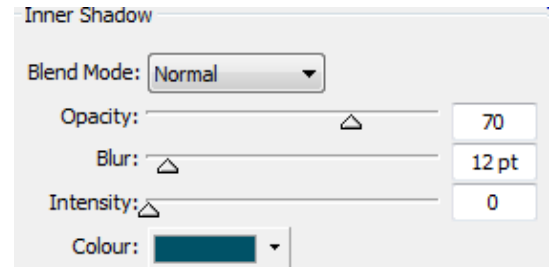 Inner Shadow
Blend Mode: Normal
Opacity: 70
Blur: 12 pt
Intensity: 0
Colour: